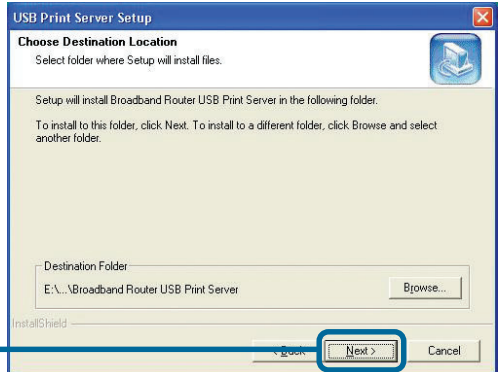 USB Print Server Setup
Choose Destination Location
Select folder where Setup will install files.
Setup will install Broadband Router USB Print Server in the following folder.
To install to this folder, click Next. To install to a different folder, click Browse and select
another folder.
Destination Folder
E:\...\Broadband Router USB Print Server
Browse...
InstallShield
< Back
Next >
Cancel